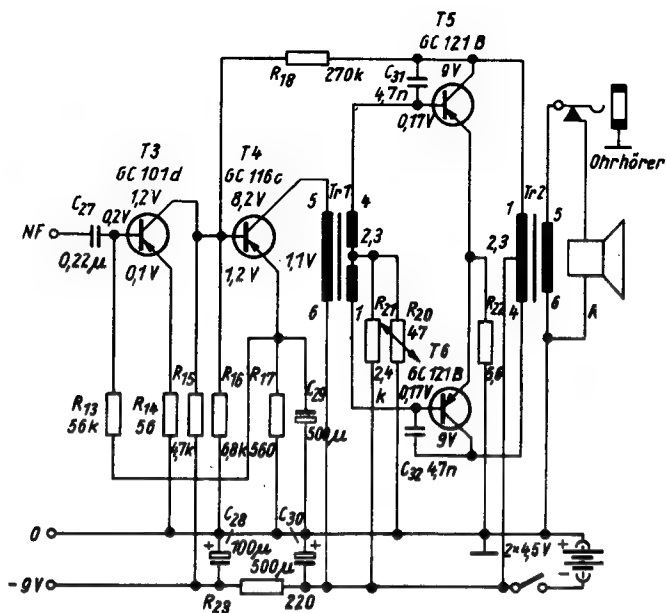 T5
GC 121 B
9V
R18
270k
C31
4,7n
0,17V
Ohrhörer
T3
GC 101 d
1,2V
T4
GC 116 c
8,2V
C27
0,2V
NF
0,22µ
0,1V
1,2V
5
Tr1
4
1,1V
2,3
6
1
1
Tr2
5
2,3
4
6
R21
R20
47
R22
2,4
k
T6
GC 121B
0,17V
9V
C32
4,7n
R13
56k
R14
56
R15
4,7k
R16
6,8k
R17
560
C29
500µ
0
C28
100µ
C30
500µ
+
+
2×4,5V
+
-
-9V
R23
220